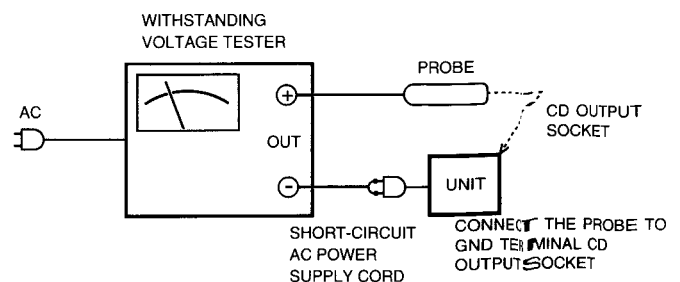 WITHSTANDING
VOLTAGE TESTER
PROBE
AC
CD OUTPUT
SOCKET
+
OUT
-
UNIT
SHORT-CIRCUIT
AC POWER
SUPPLY CORD
CONNECT THE PROBE TO
GND TERMINAL CD
OUTPUT SOCKET